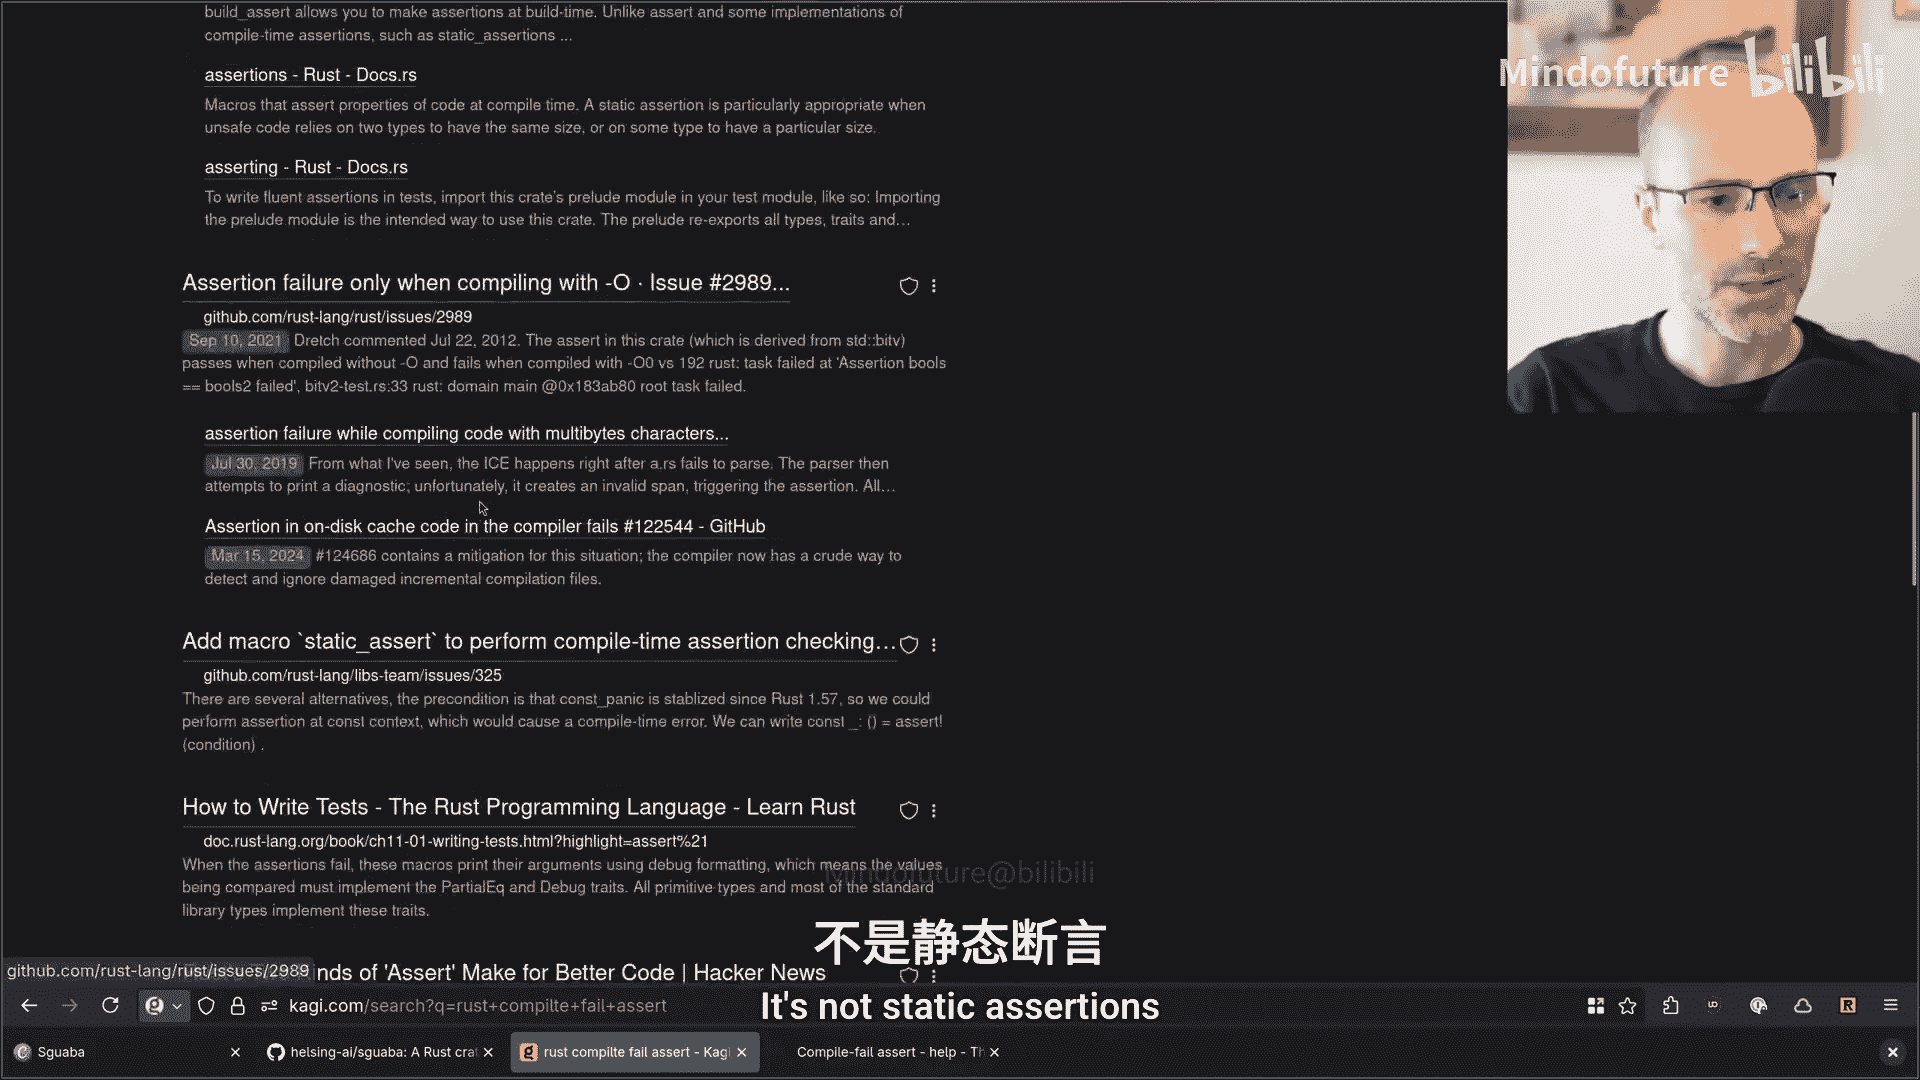 build_assert allows you to make assertions at build-time. Unlike assert and some implementations of
compile-time assertions, such as static_assertions ...
assertions - Rust - Docs.rs
Macros that assert properties of code at compile time. A static assertion is particularly appropriate when
unsafe code relies on two types to have the same size, or on some type to have a particular size.
asserting - Rust - Docs.rs
To write fluent assertions in tests, import this crate's prelude module in your test module, like so: Importing
the prelude module is the intended way to use this crate. The prelude re-exports all types, traits and...
Assertion failure only when compiling with -O · Issue #2989...
github.com/rust-lang/rust/issues/2989
Sep 10, 2021 Dretch commented Jul 22, 2012. The assert in this crate (which is derived from std::bitv)
passes when compiled without -O and fails when compiled with -O0 vs 192 rust: task failed at 'Assertion bools
== bools2 failed', bitv2-test.rs:33 rust: domain main @0x183ab80 root task failed.
assertion failure while compiling code with multibytes characters...
Jul 30, 2019 From what I've seen, the ICE happens right after a.rs fails to parse. The parser then
attempts to print a diagnostic; unfortunately, it creates an invalid span, triggering the assertion. All...
Assertion in on-disk cache code in the compiler fails #122544 - GitHub
Mar 15, 2024 #124686 contains a mitigation for this situation; the compiler now has a crude way to
detect and ignore damaged incremental compilation files.
Add macro `static_assert` to perform compile-time assertion checking...
github.com/rust-lang/libs-team/issues/325
There are several alternatives, the precondition is that const_panic is stablized since Rust 1.57, so we could
perform assertion at const context, which would cause a compile-time error. We can write const _: () = assert!
(condition) .
How to Write Tests - The Rust Programming Language - Learn Rust
doc.rust-lang.org/book/ch11-01-writing-tests.html?highlight=assert%21
When the assertions fail, these macros print their arguments using debug formatting, which means the values
being compared must implement the PartialEq and Debug traits. All primitive types and most of the standard
library types implement these traits.
Mindofuture bilibili
Mindofuture@bilibili
不是静态断言
github.com/rust-lang/rust/issues/2989
inds of 'Assert' Make for Better Code | Hacker News
kagi.com/search?q=rust+compilte+fail+assert
It's not static assertions
Sguaba
helsing-ai/sguaba: A Rust crat
rust compilte fail assert - Kagi
Compile-fail assert - help - Th